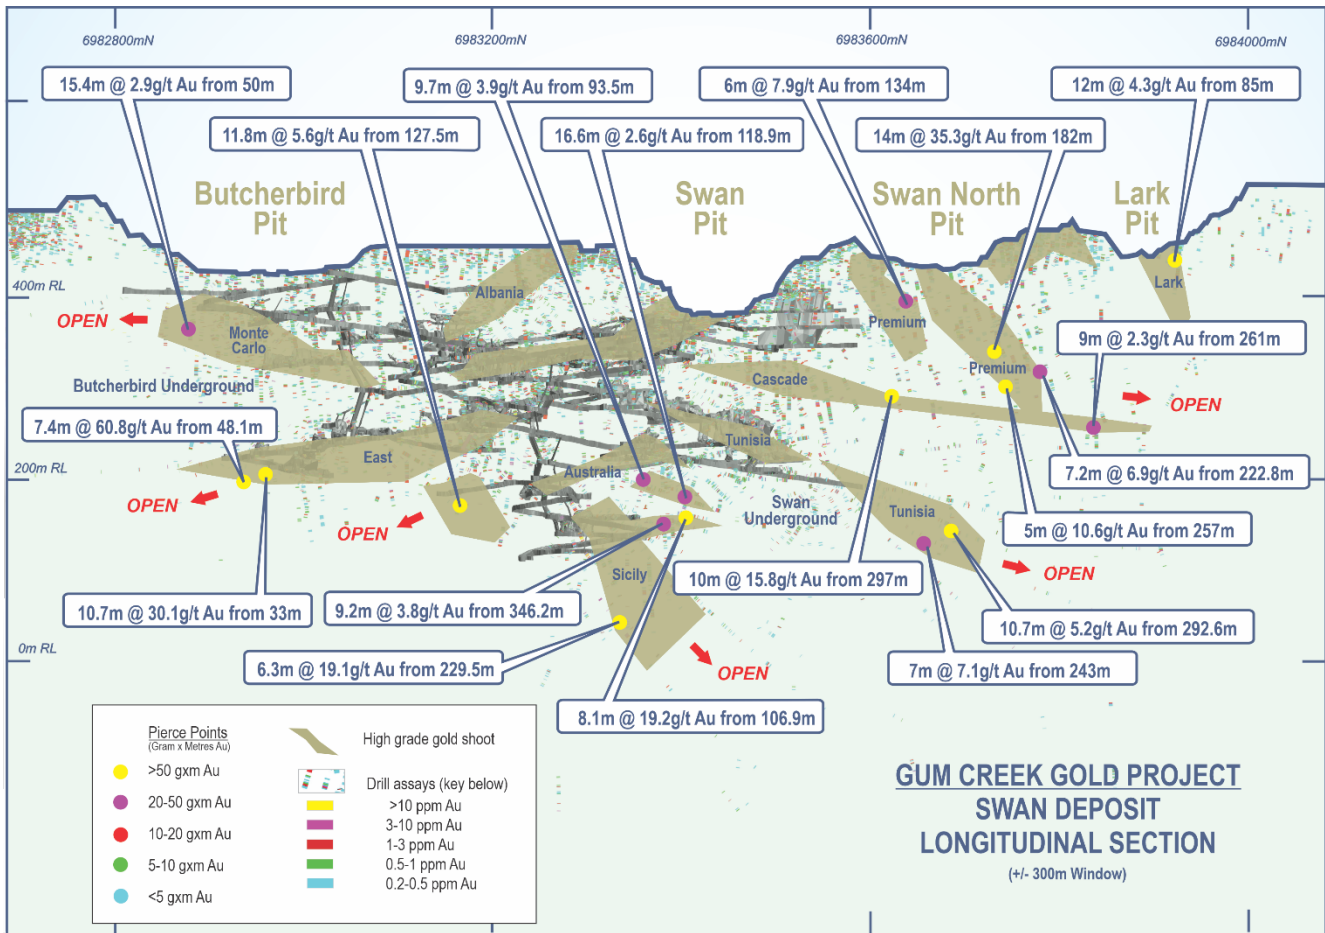 6982800mN
6983200mN
6983600mN
6984000mN
15.4m @ 2.9g/t Au from 50m
9.7m @ 3.9g/t Au from 93.5m
6m @ 7.9g/t Au from 134m
12m @ 4.3g/t Au from 85m
11.8m @ 5.6g/t Au from 127.5m
16.6m @ 2.6g/t Au from 118.9m
14m @ 35.3g/t Au from 182m
Butcherbird
Pit
Swan
Pit
Swan North
Pit
Lark
Pit
400m RL
Albania
Lark
OPEN
Monte
Carlo
Premium
9m @ 2.3g/t Au from 261m
Butcherbird Underground
Cascade
Premium
OPEN
7.4m @ 60.8g/t Au from 48.1m
East
Tunisia
200m RL
Australia
7.2m @ 6.9g/t Au from 222.8m
OPEN
OPEN
Swan
Underground
Tunisia
5m @ 10.6g/t Au from 257m
Sicily
10m @ 15.8g/t Au from 297m
OPEN
10.7m @ 30.1g/t Au from 33m
9.2m @ 3.8g/t Au from 346.2m
10.7m @ 5.2g/t Au from 292.6m
0m RL
6.3m @ 19.1g/t Au from 229.5m
OPEN
7m @ 7.1g/t Au from 243m
8.1m @ 19.2g/t Au from 106.9m
Pierce Points
(Gram x Metres Au)
>50 gxm Au
20-50 gxm Au
10-20 gxm Au
5-10 gxm Au
<5 gxm Au
High grade gold shoot
Drill assays (key below)
>10 ppm Au
3-10 ppm Au
1-3 ppm Au
0.5-1 ppm Au
0.2-0.5 ppm Au
GUM CREEK GOLD PROJECT
SWAN DEPOSIT
LONGITUDINAL SECTION
(+/- 300m Window)